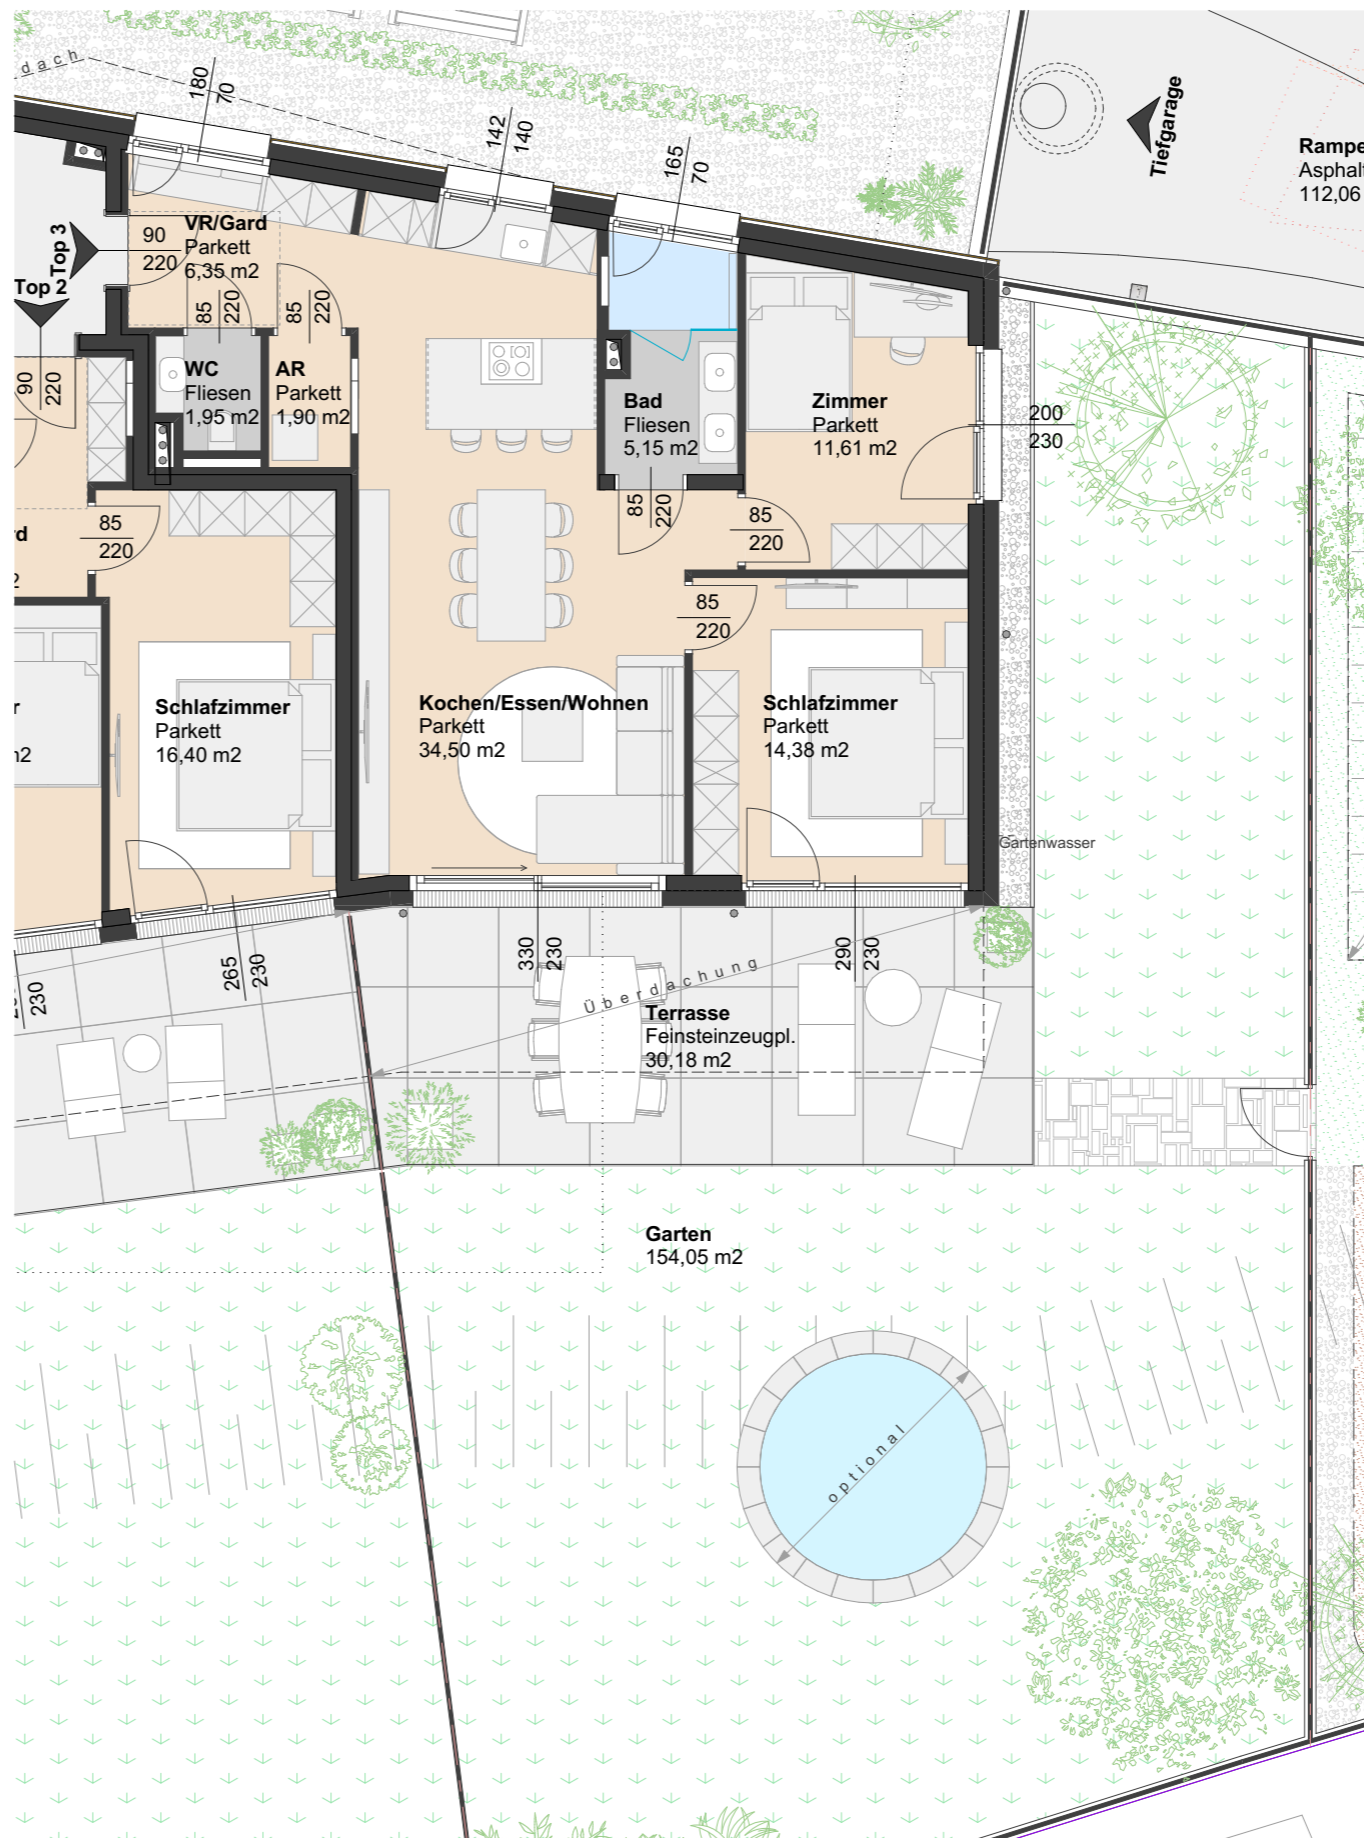 dach
180
70
142
140
165
70
Tiefgarage
Rampe
Asphal
112,06
Top 3
Top 2
90
220
VR/Gard
Parkett
6,35 m2
85
220
85
220
90
220
WC
Fliesen
1,95 m2
AR
Parkett
1,90 m2
Bad
Fliesen
5,15 m2
Zimmer
Parkett
11,61 m2
200
230
85
220
85
220
85
220
85
220
rd
2
r
m2
Schlafzimmer
Parkett
16,40 m2
Kochen/Essen/Wohnen
Parkett
34,50 m2
Schlafzimmer
Parkett
14,38 m2
Gartenwasser
230
265
230
330
230
290
230
Überdachung
Terrasse
Feinsteinzeugpl.
30,18 m2
Garten
154,05 m2
optional